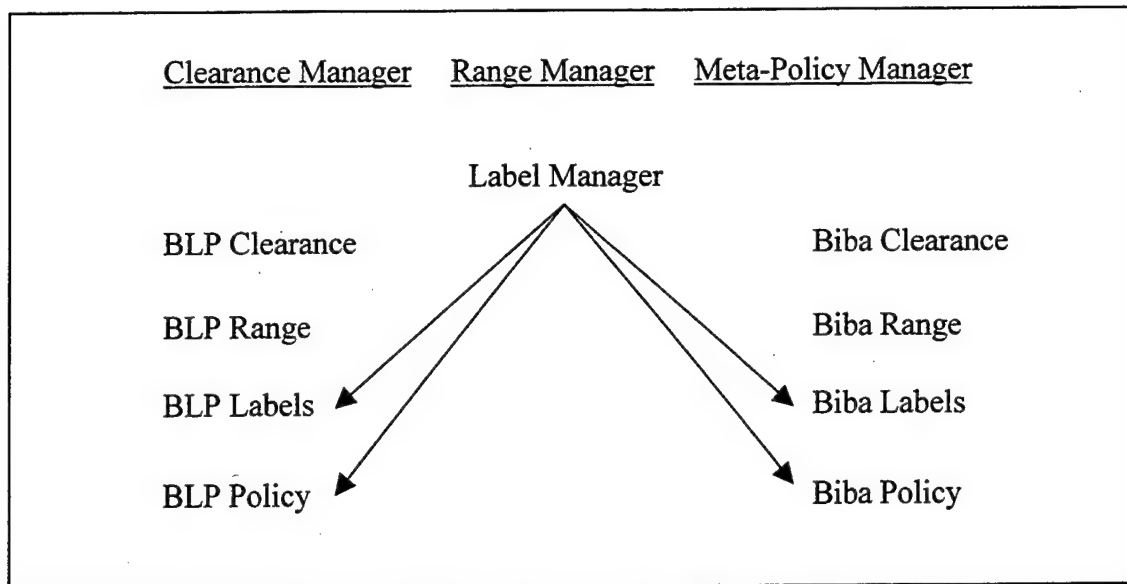 Clearance Manager Range Manager Meta-Policy Manager
Label Manager
BLP Clearance Biba Clearance
BLP Range Biba Range
BLP Labels Biba Labels
BLP Policy Biba Policy